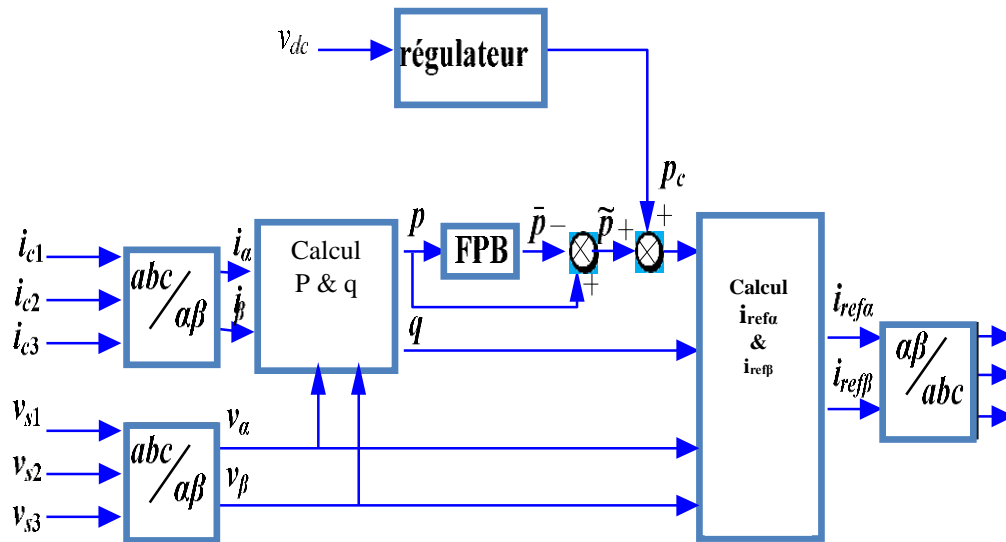 v_dc
régulateur
p_c
p
p̄
−
p̃
+
+
+
FPB
i_c1
i_c2
i_c3
abc/αβ
i_α
i_β
Calcul
P & q
q
Calcul
i_refα
&
i_refβ
i_refα
i_refβ
αβ/abc
v_s1
v_s2
v_s3
abc/αβ
v_α
v_β